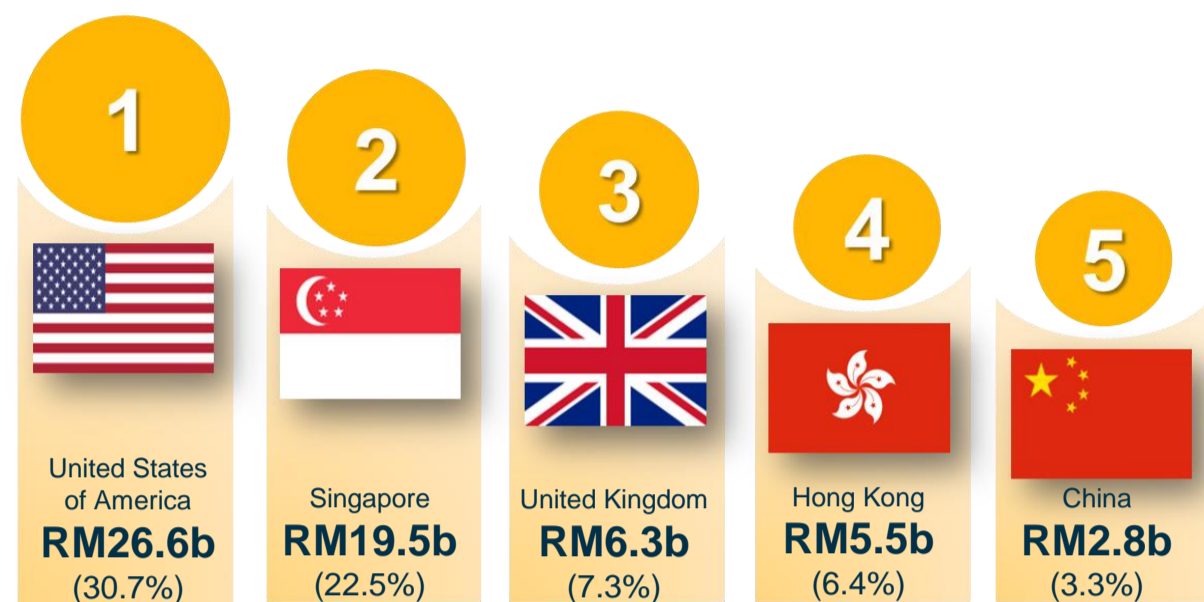 1
United States
of America
RM26.6b
(30.7%)
2
Singapore
RM19.5b
(22.5%)
3
United Kingdom
RM6.3b
(7.3%)
4
Hong Kong
RM5.5b
(6.4%)
5
China
RM2.8b
(3.3%)